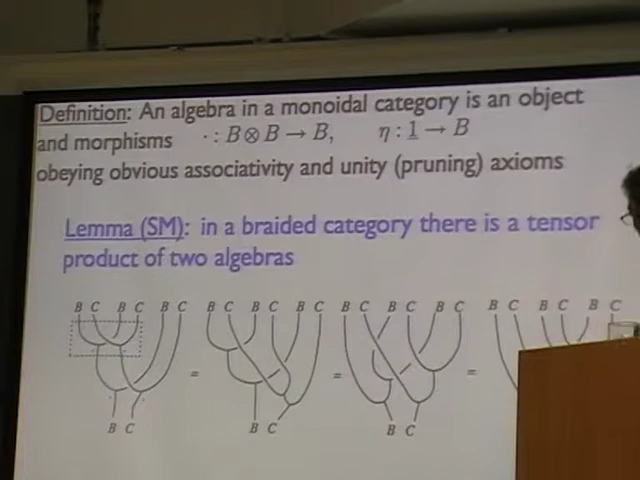 Definition: An algebra in a monoidal category is an object
and morphisms · : B ⊗ B → B, η : 1 → B
obeying obvious associativity and unity (pruning) axioms
Lemma (SM): in a braided category there is a tensor
product of two algebras
B C B C B C B C B C B C B C B C B C B C B C B C
= = =
B C B C B C